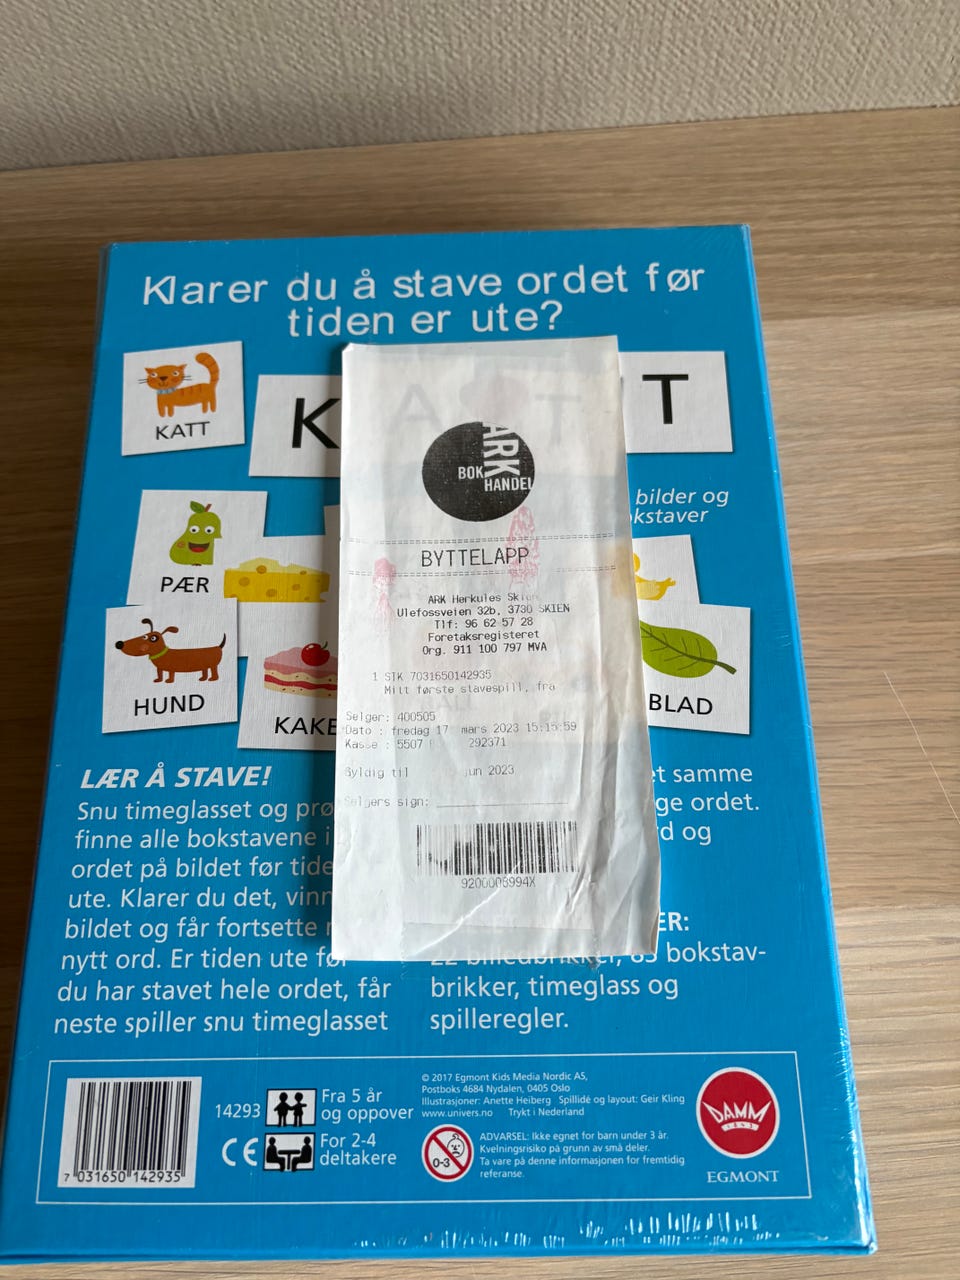 Klarer du å stave ordet før
tiden er ute?
KATT
K
A
T
T
bilder og
bokstaver
PÆR
HUND
KAKE
BLAD
ARK
BOK
HANDEL
BYTTELAPP
ARK Herkules Skien
Ulefossveien 32b, 3730 SKIEN
Tlf: 96 62 57 28
Foretaksregisteret
Org. 911 100 797 MVA
1 STK 7031650142935
Mitt første stavespill, fra
Selger: 400505
Dato : fredag 17 mars 2023 15:15:59
Kasse : 5507 292371
Gyldig til jun 2023
Selgers sign:
9200008994X
LÆR Å STAVE!
Snu timeglasset og
finne alle bokstavene i
ordet på bildet før
ute. Klarer du det,
bildet og får fortsette
nytt ord. Er tiden ute før
du har stavet hele ordet, får
neste spiller snu timeglasset
samme
ordet.
og
22 billedbrikker, 85 bokstav-
brikker, timeglass og
spilleregler.
7 031650 142935
14293
CE
Fra 5 år
og oppover
For 2-4
deltakere
© 2017 Egmont Kids Media Nordic AS,
Postboks 4684 Nydalen, 0405 Oslo
Illustrasjoner: Anette Heiberg Spillidé og layout: Geir Kling
www.univers.no Trykt i Nederland
0-3
ADVARSEL: Ikke egnet for barn under 3 år.
Kvelningsrisiko på grunn av små deler.
Ta vare på denne informasjonen for fremtidig
referanse.
DAMM
1843
EGMONT